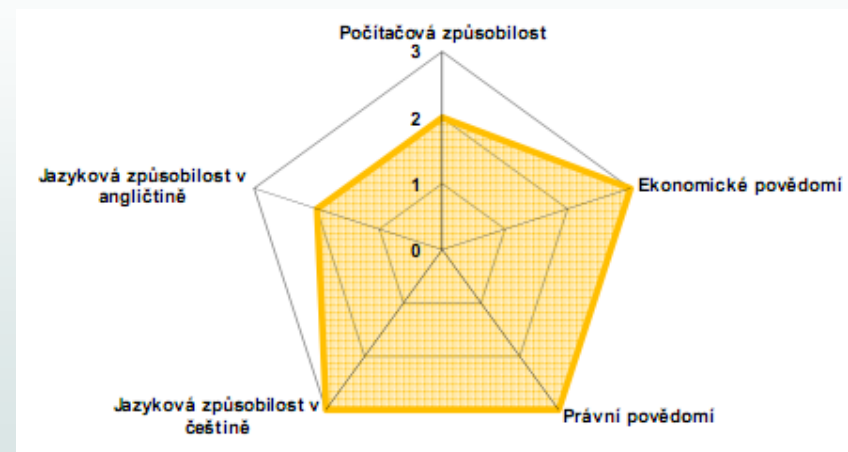 Počítačová způsobilost
3
2
1
0
Ekonomické povědomí
Právní povědomí
Jazyková způsobilost v
češtině
Jazyková způsobilost v
angličtině